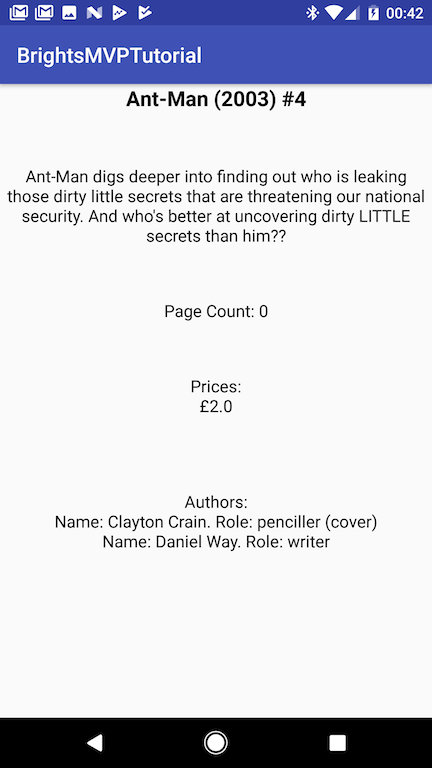 00:42
BrightsMVPTutorial
Ant-Man (2003) #4
Ant-Man digs deeper into finding out who is leaking
those dirty little secrets that are threatening our national
security. And who's better at uncovering dirty LITTLE
secrets than him??
Page Count: 0
Prices:
£2.0
Authors:
Name: Clayton Crain. Role: penciller (cover)
Name: Daniel Way. Role: writer